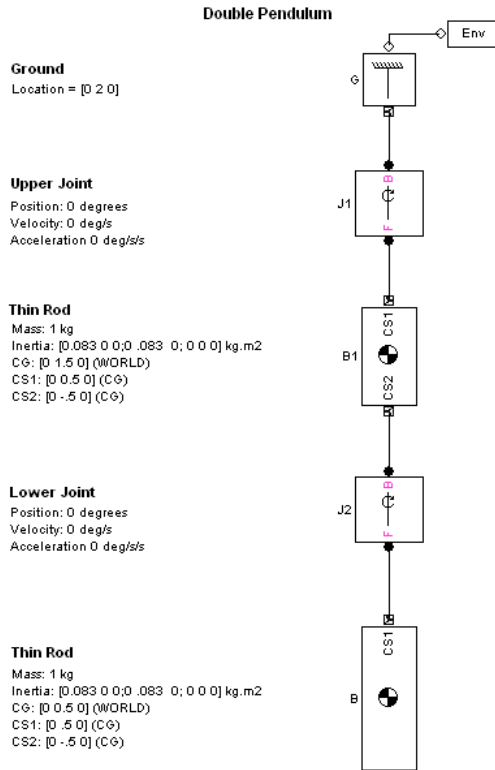 Double Pendulum
Env
Ground
Location = [0 2 0]
G
Upper Joint
Position: 0 degrees
Velocity: 0 deg/s
Acceleration 0 deg/s/s
B
J1
F
Thin Rod
Mass: 1 kg
Inertia: [0.083 0 0;0 .083 0; 0 0 0] kg.m2
CG: [0 1.5 0] (WORLD)
CS1: [0 0.5 0] (CG)
CS2: [0 -.5 0] (CG)
CS1
B1
CS2
Lower Joint
Position: 0 degrees
Velocity: 0 deg/s
Acceleration 0 deg/s/s
B
J2
F
Thin Rod
Mass: 1 kg
Inertia: [0.083 0 0;0 .083 0; 0 0 0] kg.m2
CG: [0 0.5 0] (WORLD)
CS1: [0 .5 0] (CG)
CS2: [0 -.5 0] (CG)
CS1
B